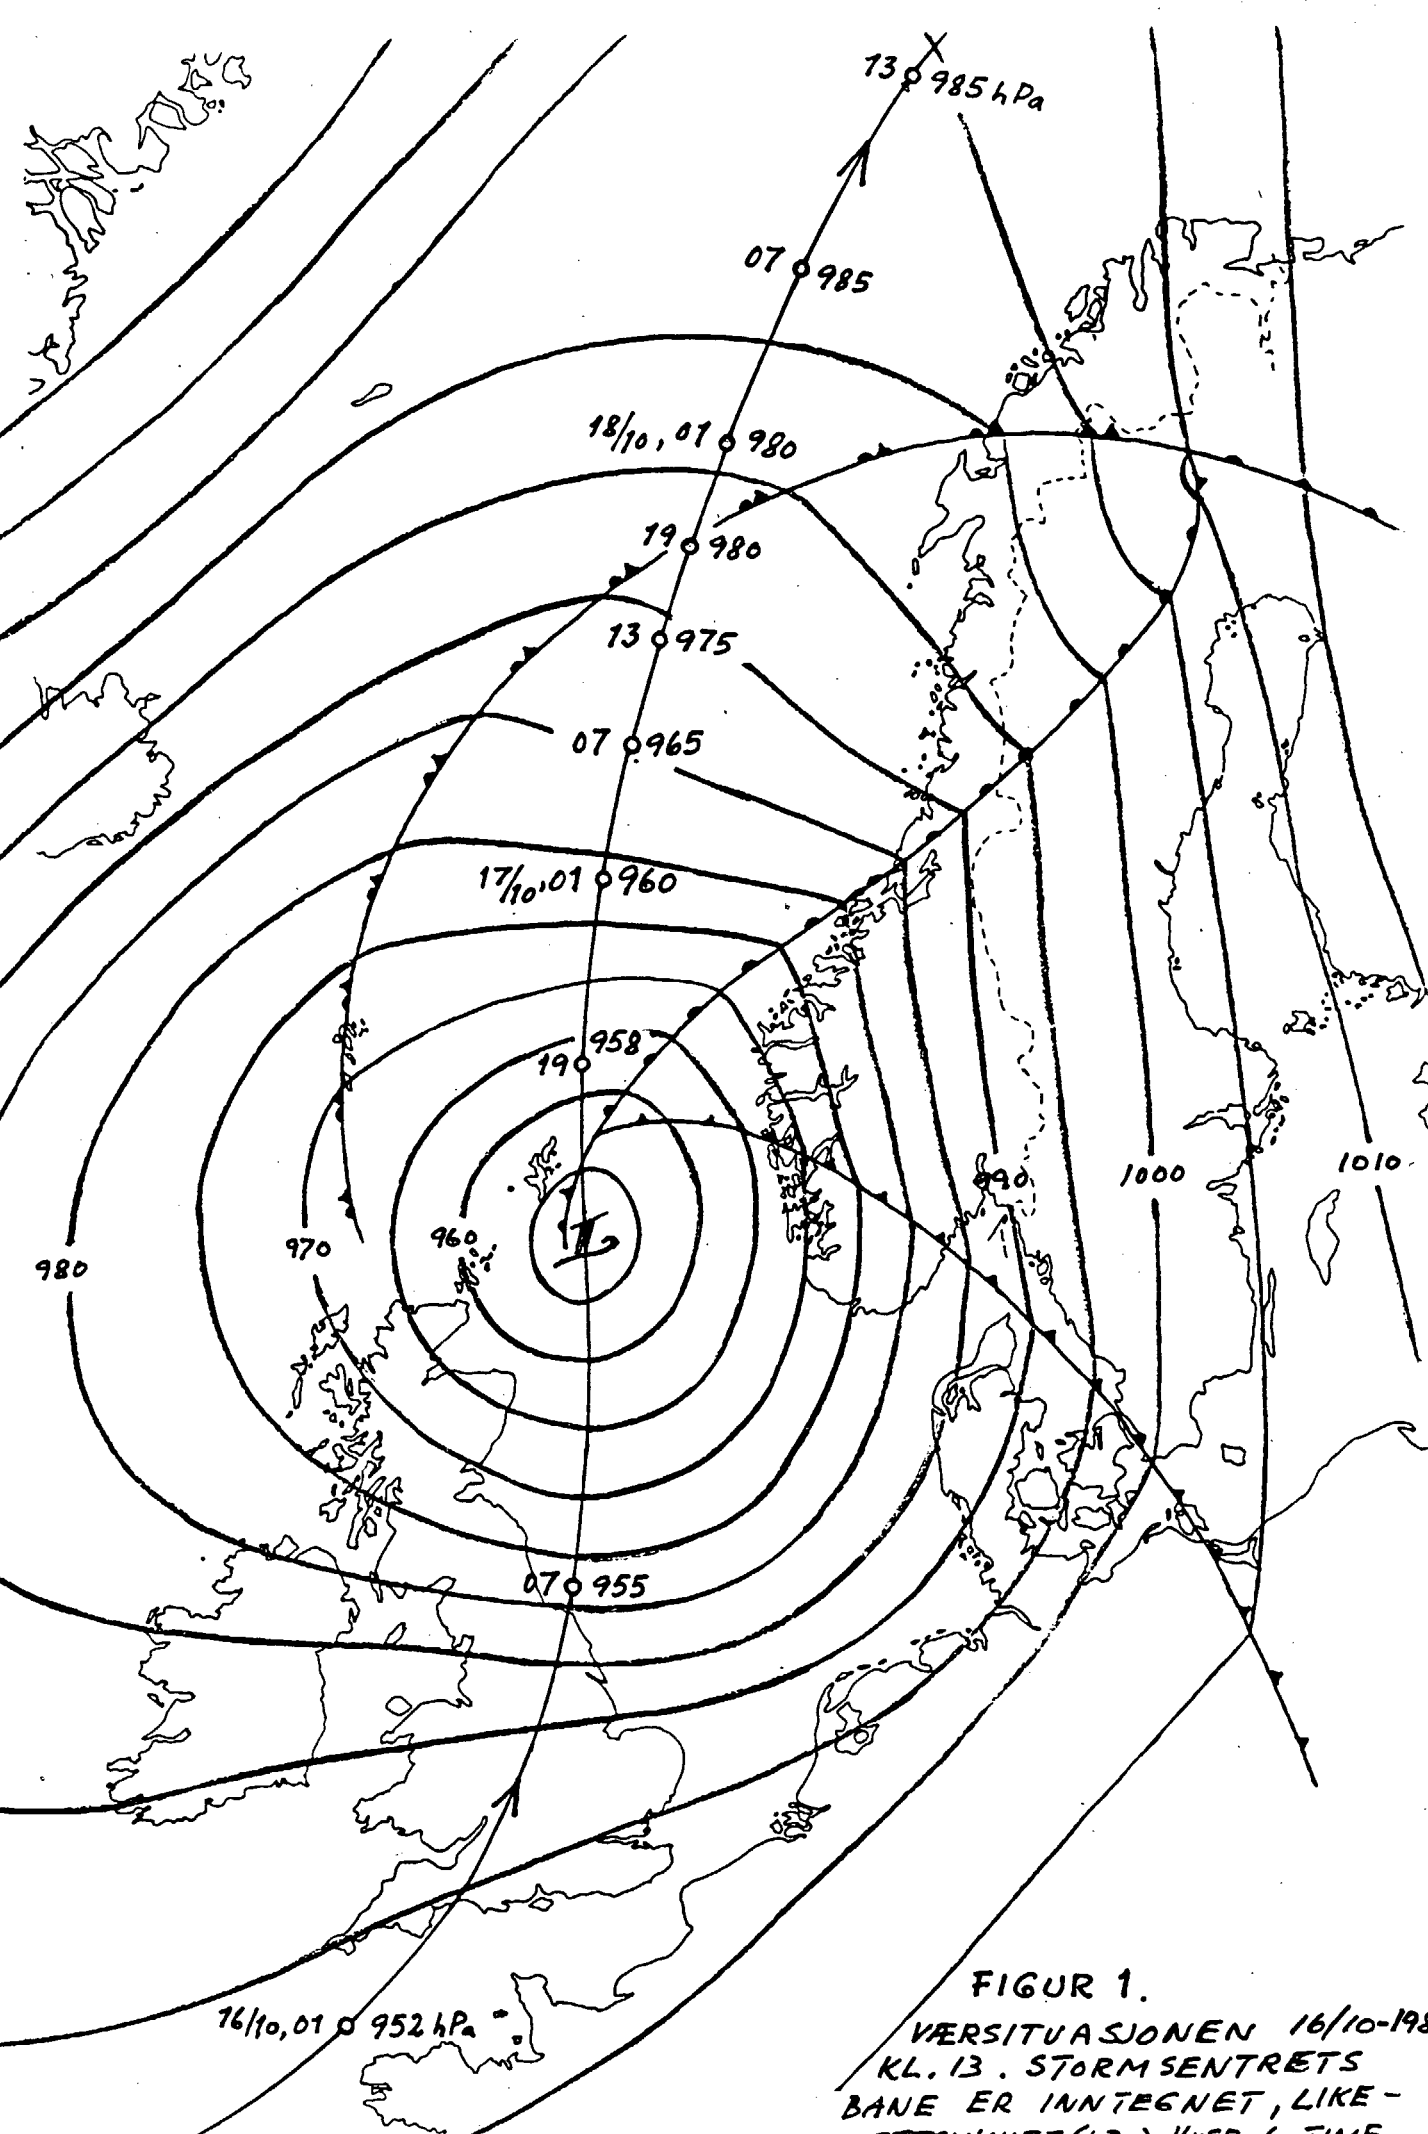 13 985 hPa
07 985
18/10, 01 980
19 980
13 975
07 965
17/10, 01 960
19 958
990 1000 1010
980 970 960 L
07 955
16/10, 01 952 hPa
FIGUR 1.
VÆRSITUASJONEN 16/10-198
KL. 13. STORMSENTRETS
BANE ER INNTEGNET, LIKE-